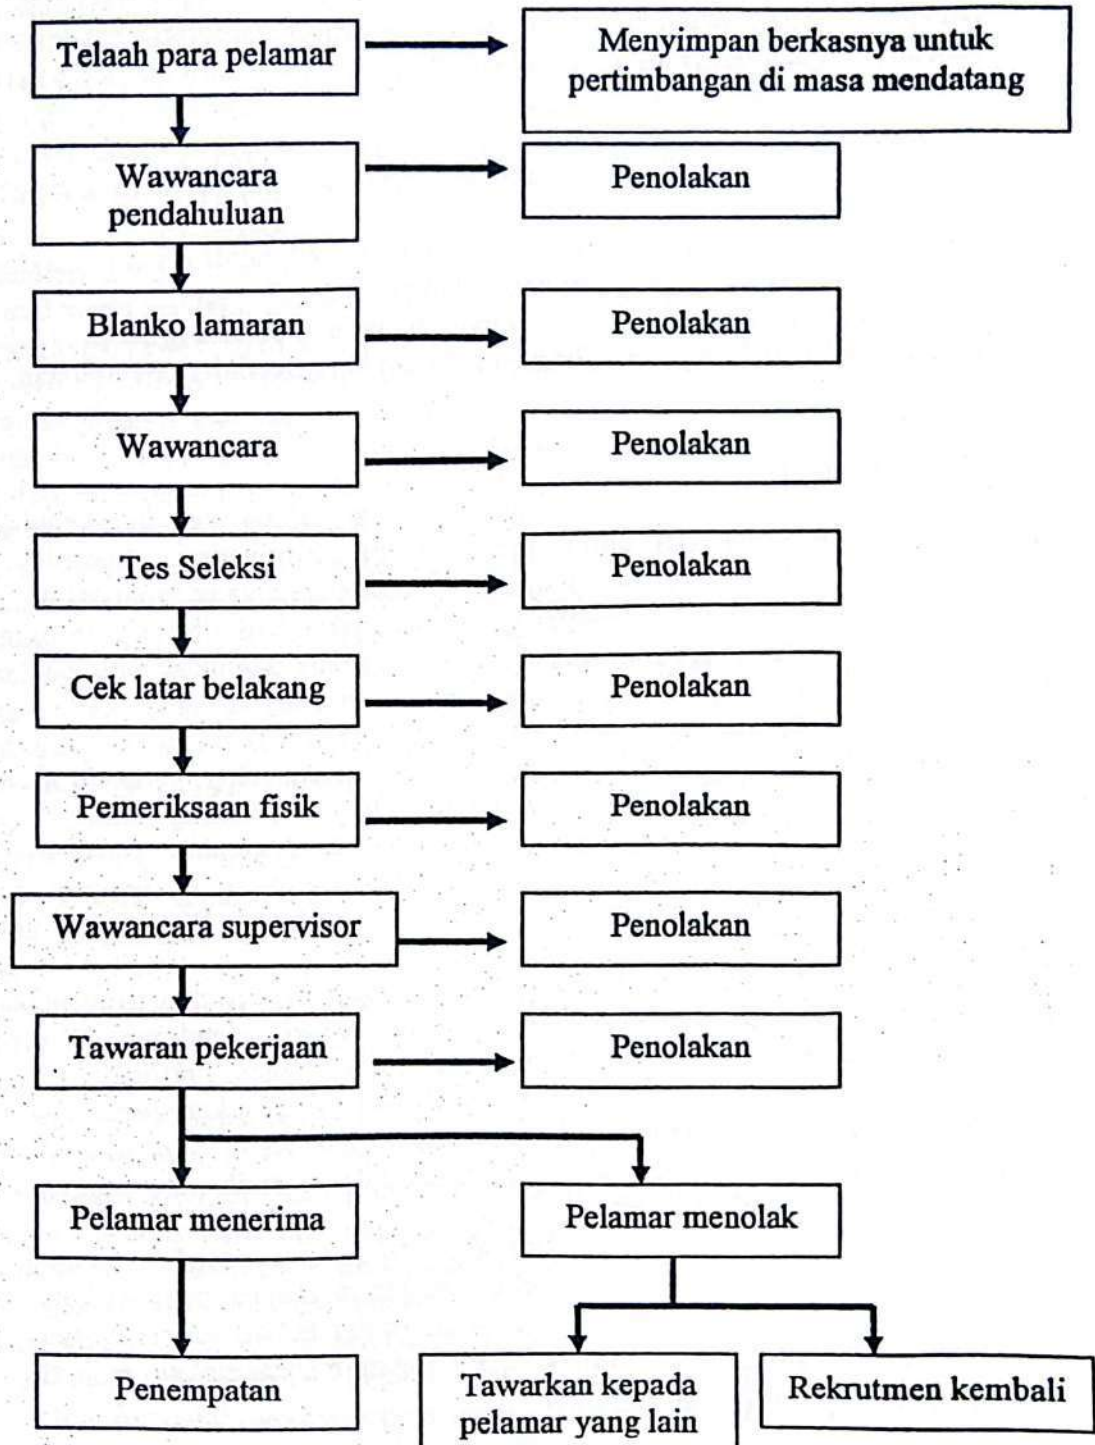 Telaah para pelamar
Menyimpan berkasnya untuk
pertimbangan di masa mendatang
Wawancara
pendahuluan
Penolakan
Blanko lamaran
Penolakan
Wawancara
Penolakan
Tes Seleksi
Penolakan
Cek latar belakang
Penolakan
Pemeriksaan fisik
Penolakan
Wawancara supervisor
Penolakan
Tawaran pekerjaan
Penolakan
Pelamar menerima
Pelamar menolak
Penempatan
Tawarkan kepada
pelamar yang lain
Rekrutmen kembali